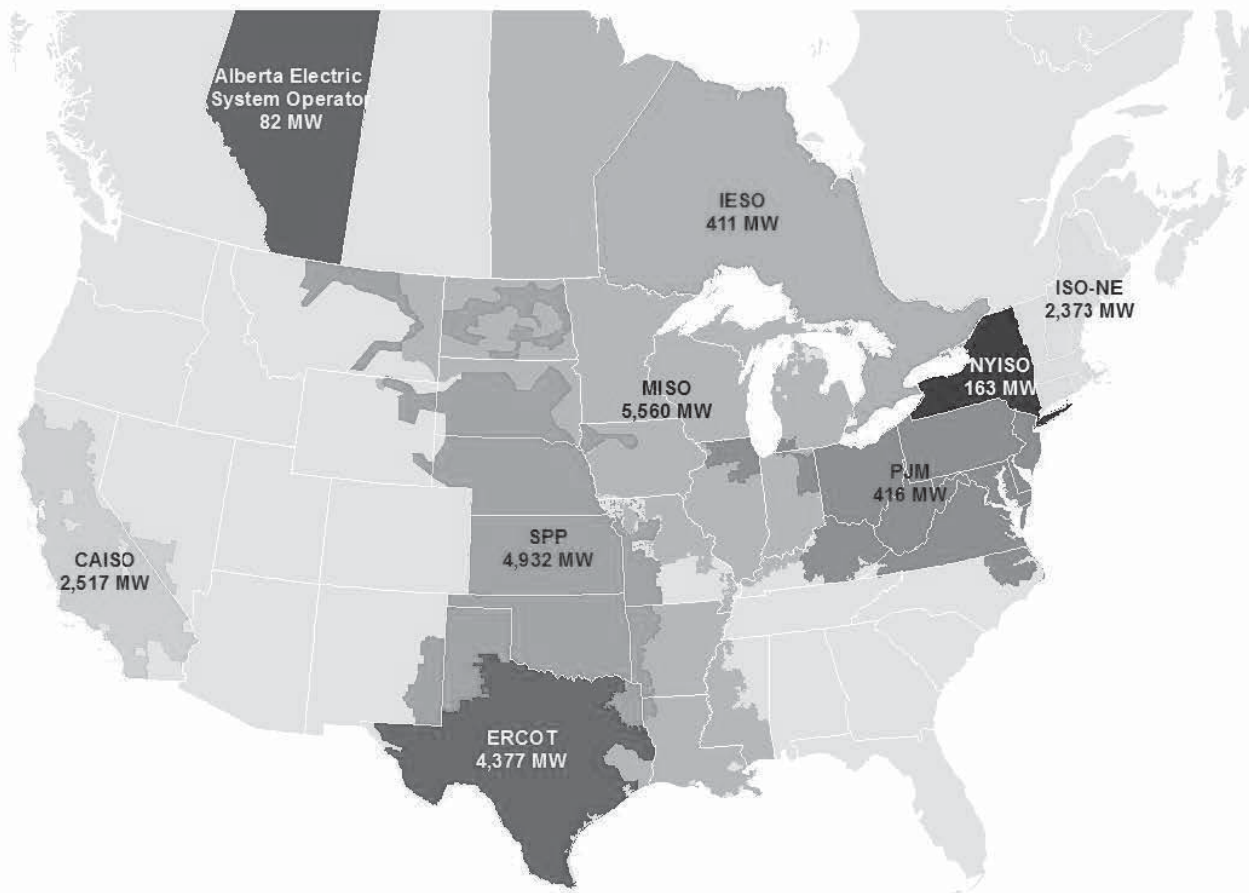 Alberta Electric
System Operator
82 MW
IESO
411 MW
ISO-NE
2,373 MW
NYISO
163 MW
MISO
5,560 MW
PJM
416 MW
SPP
4,932 MW
CAISO
2,517 MW
ERCOT
4,377 MW